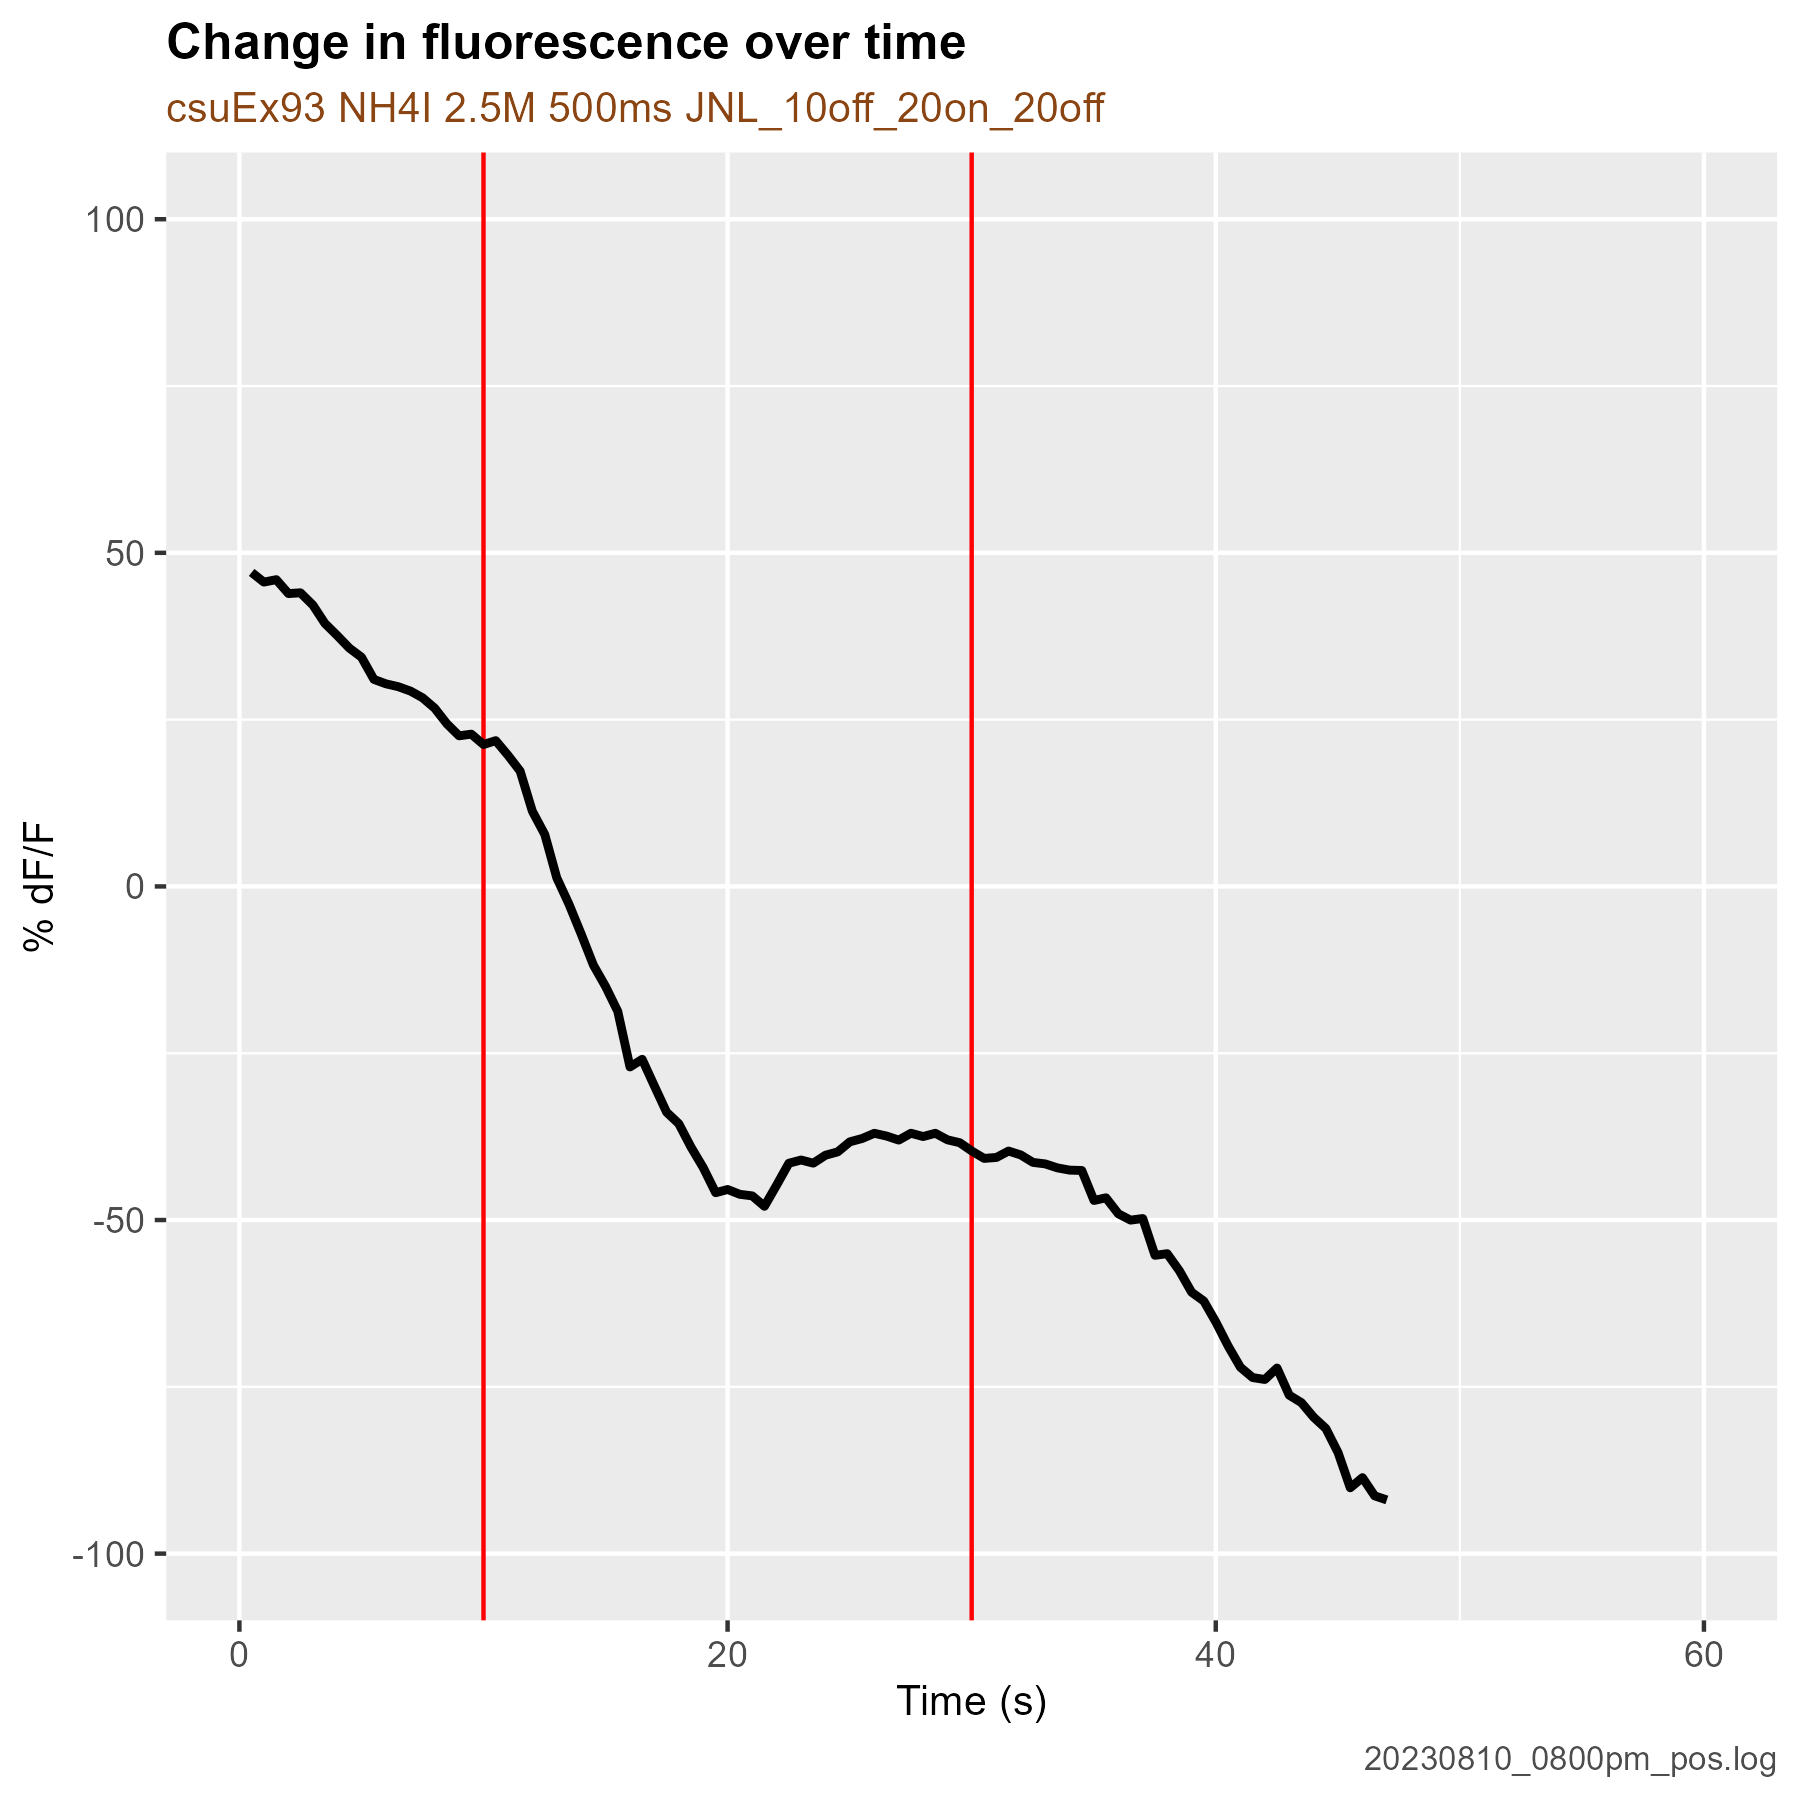 Change in fluorescence over time
csuEx93 NH4I 2.5M 500ms JNL_10off_20on_20off
100
50
0
-50
-100
% dF/F
0 20 40 60
Time (s)
20230810_0800pm_pos.log